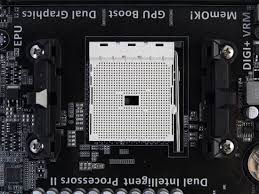 MemOK!
GPU Boost
Dual Graphics
EPU
DIGI+ VRM
Dual Intelligent Processors II